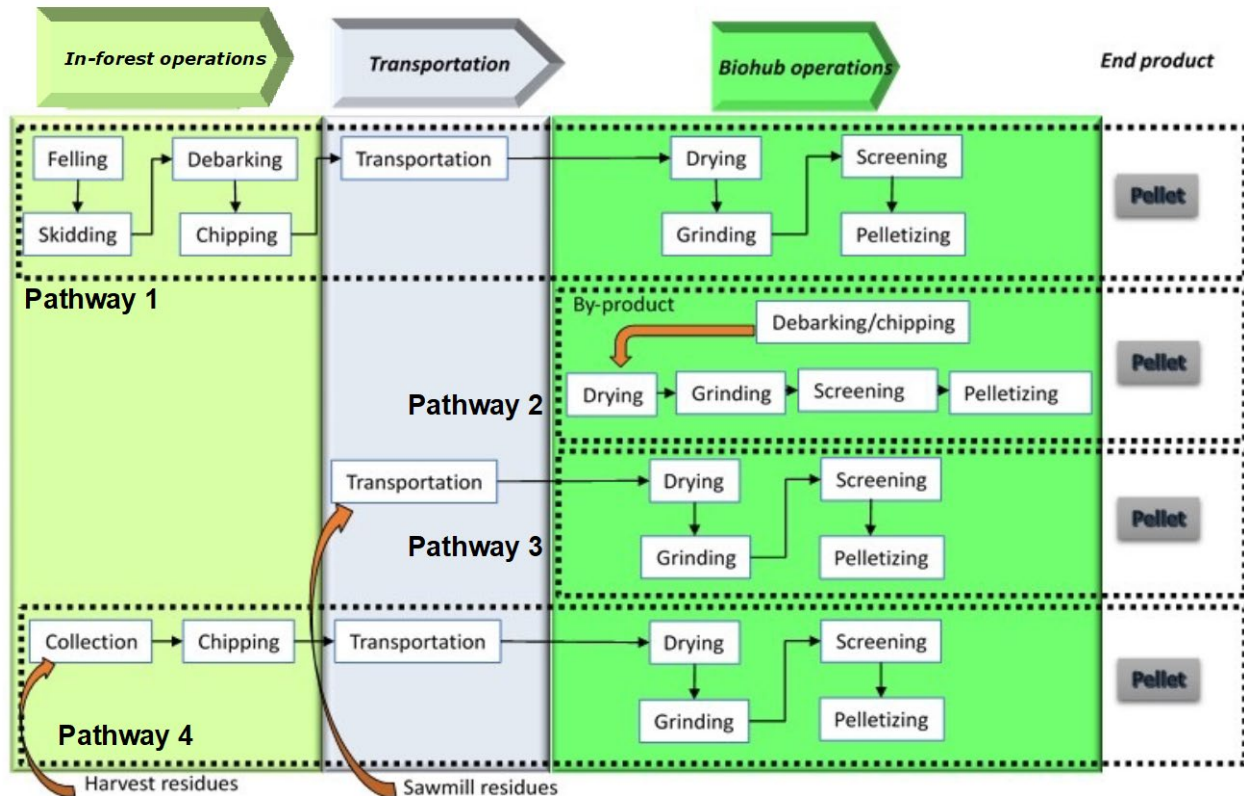 In-forest operations
Transportation
Biohub operations
End product
Felling
Debarking
Transportation
Drying
Screening
Skidding
Chipping
Grinding
Pelletizing
Pellet
Pathway 1
By-product
Debarking/chipping
Drying
Grinding
Screening
Pelletizing
Pellet
Pathway 2
Transportation
Drying
Screening
Grinding
Pelletizing
Pellet
Pathway 3
Collection
Chipping
Transportation
Drying
Screening
Grinding
Pelletizing
Pellet
Pathway 4
Harvest residues
Sawmill residues